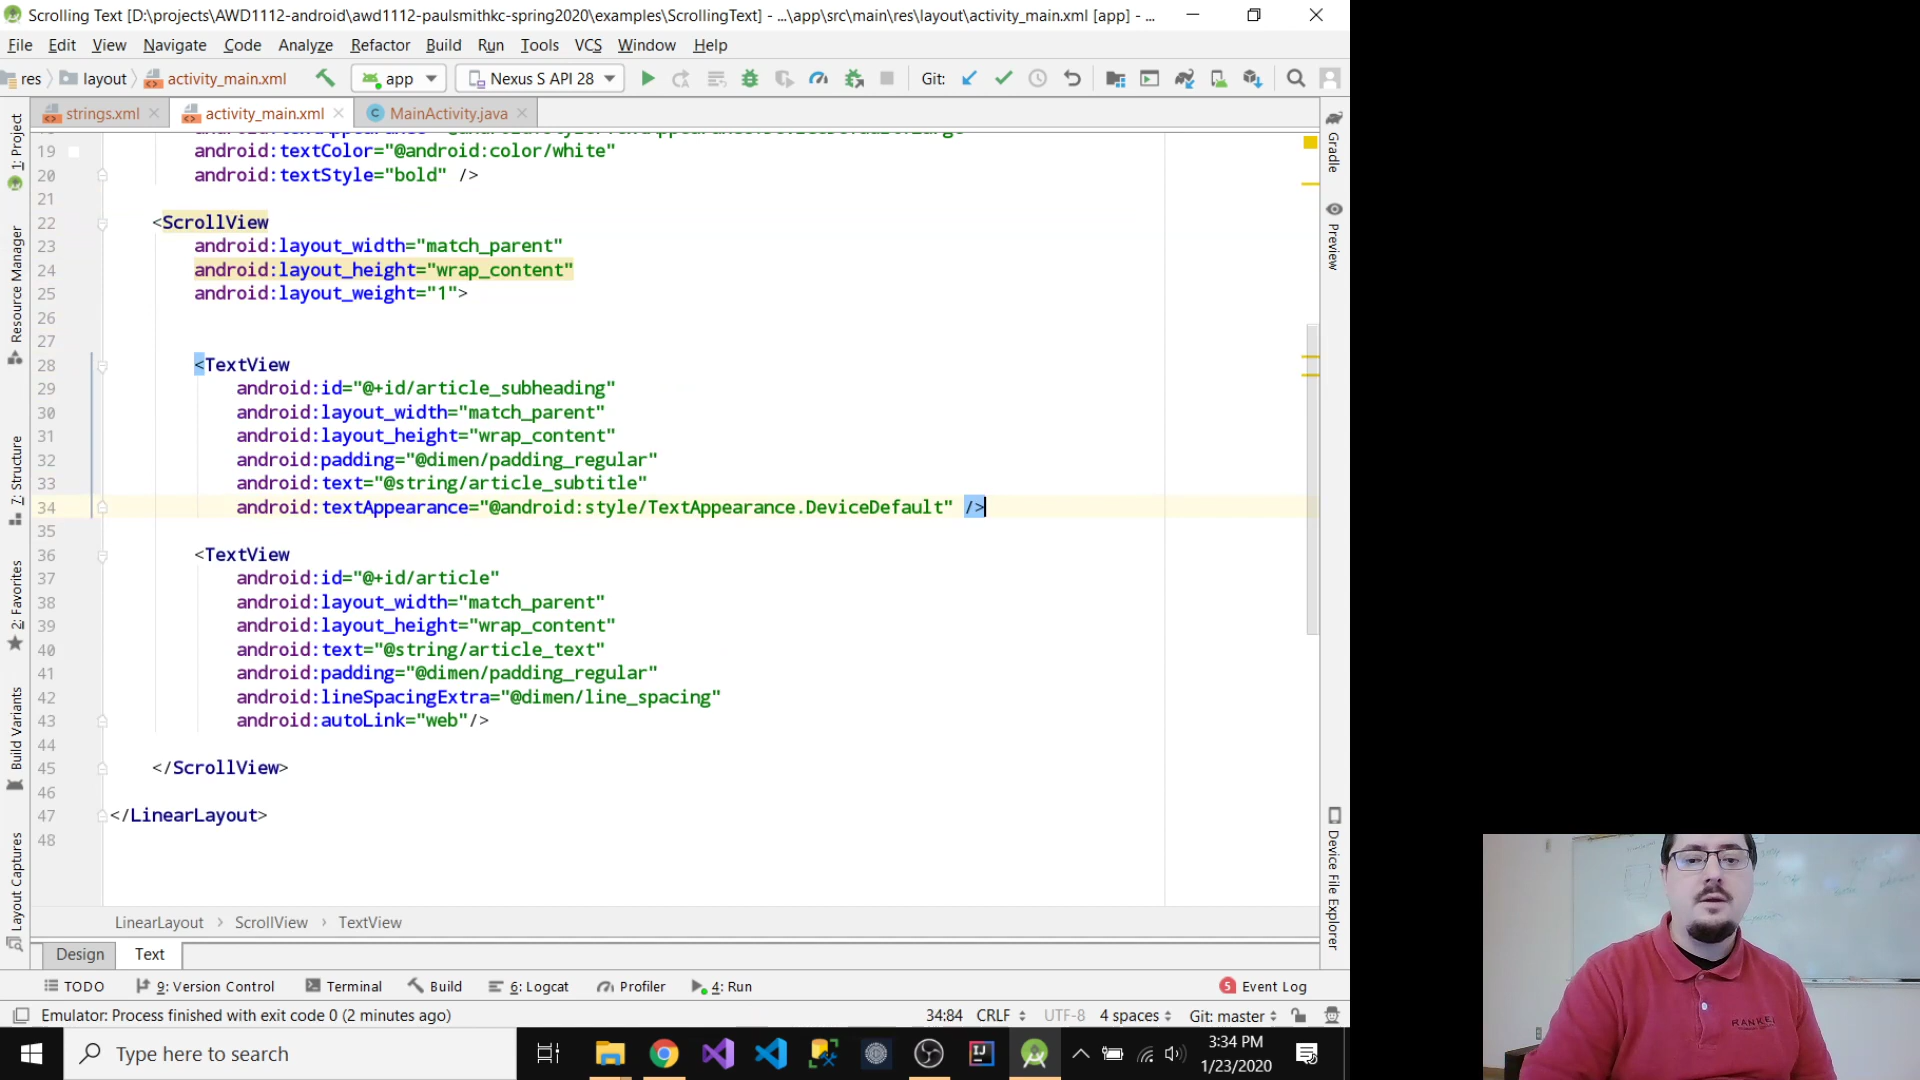 Scrolling Text [D:\projects\AWD1112-android\awd1112-paulsmithkc-spring2020\examples\ScrollingText] - ...\app\src\main\res\layout\activity_main.xml [app] - ...
File Edit View Navigate Code Analyze Refactor Build Run Tools VCS Window Help
res layout activity_main.xml app Nexus S API 28 Git:
strings.xml activity_main.xml MainActivity.java
19 android:textColor="@android:color/white"
20 android:textStyle="bold" />
21
22 <ScrollView
23 android:layout_width="match_parent"
24 android:layout_height="wrap_content"
25 android:layout_weight="1">
26
27
28 <TextView
29 android:id="@+id/article_subheading"
30 android:layout_width="match_parent"
31 android:layout_height="wrap_content"
32 android:padding="@dimen/padding_regular"
33 android:text="@string/article_subtitle"
34 android:textAppearance="@android:style/TextAppearance.DeviceDefault" />
35
36 <TextView
37 android:id="@+id/article"
38 android:layout_width="match_parent"
39 android:layout_height="wrap_content"
40 android:text="@string/article_text"
41 android:padding="@dimen/padding_regular"
42 android:lineSpacingExtra="@dimen/line_spacing"
43 android:autoLink="web"/>
44
45 </ScrollView>
46
47 </LinearLayout>
48
1: Project
Resource Manager
7: Structure
2: Favorites
Build Variants
Layout Captures
Gradle
Preview
Device File Explorer
LinearLayout › ScrollView › TextView
Design Text
TODO 9: Version Control Terminal Build 6: Logcat Profiler 4: Run 5 Event Log
Emulator: Process finished with exit code 0 (2 minutes ago) 34:84 CRLF UTF-8 4 spaces Git: master
Type here to search
3:34 PM
1/23/2020
RANKEN